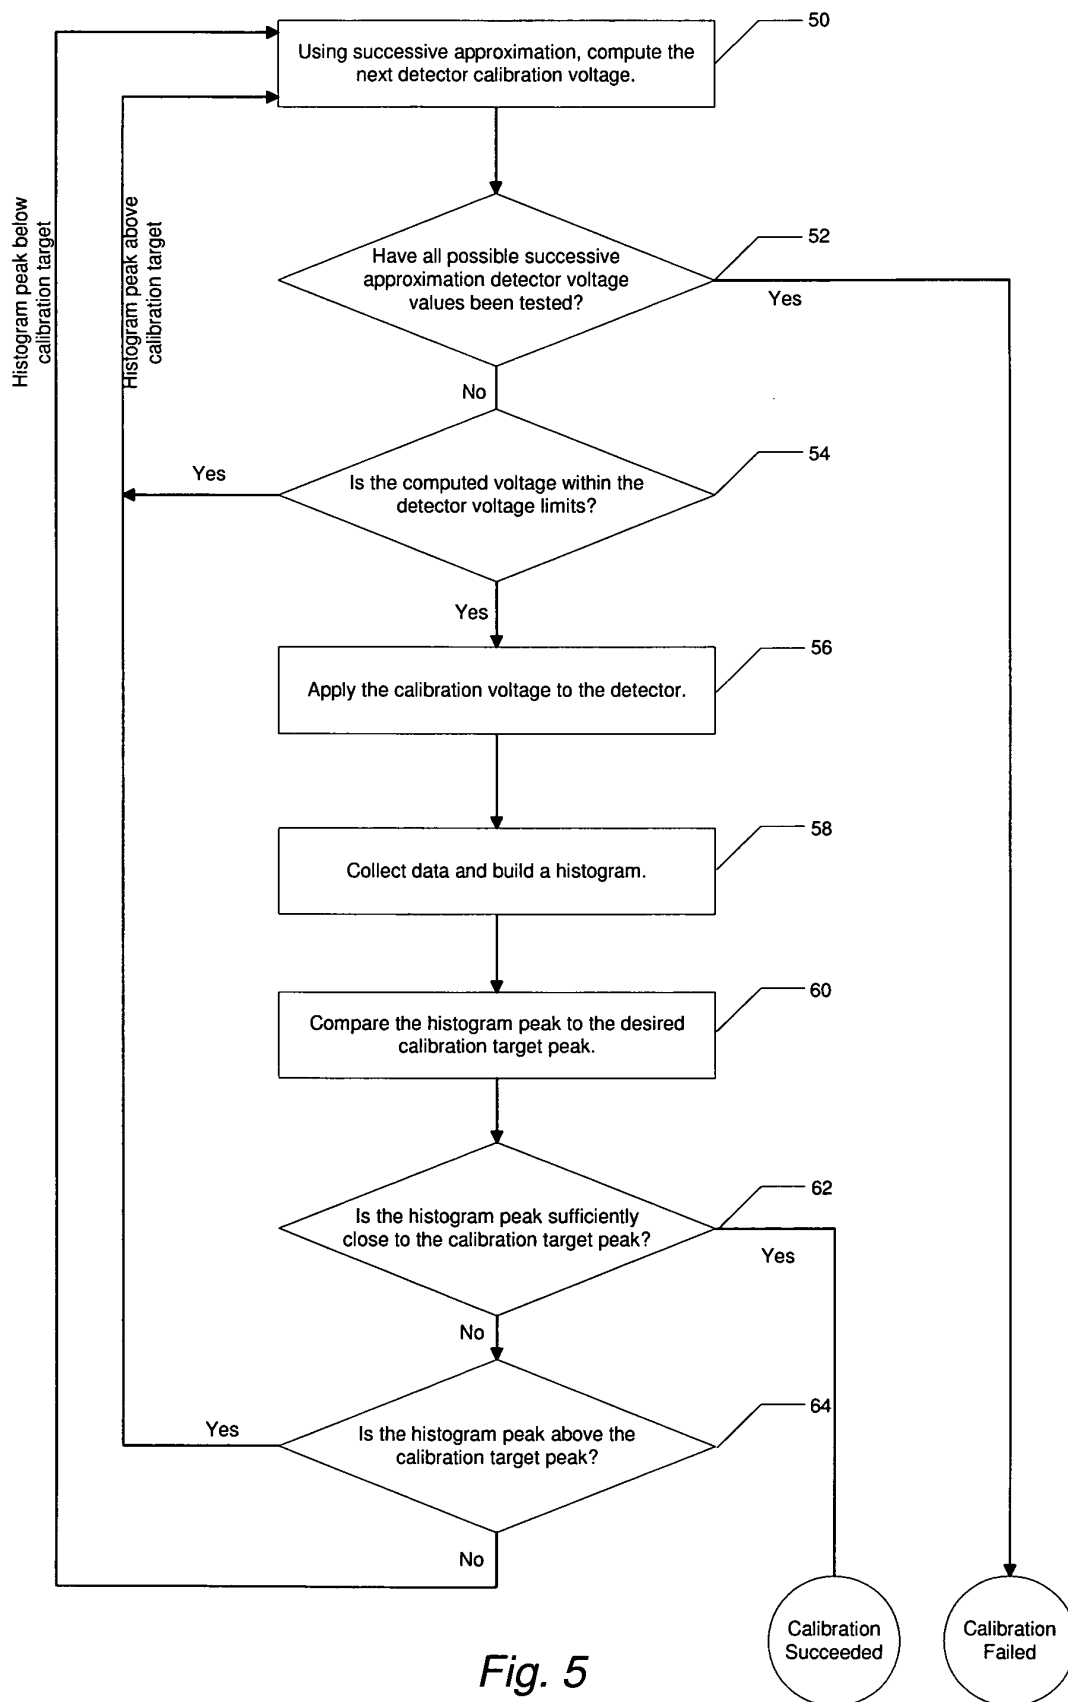 50
Using successive approximation, compute the
next detector calibration voltage.
Histogram peak below
calibration target
Histogram peak above
calibration target
52
Have all possible successive
approximation detector voltage
values been tested?
Yes
No
54
Yes
Is the computed voltage within the
detector voltage limits?
Yes
56
Apply the calibration voltage to the detector.
58
Collect data and build a histogram.
60
Compare the histogram peak to the desired
calibration target peak.
62
Is the histogram peak sufficiently
close to the calibration target peak?
Yes
No
64
Yes
Is the histogram peak above the
calibration target peak?
No
Calibration
Succeeded
Calibration
Failed
Fig. 5